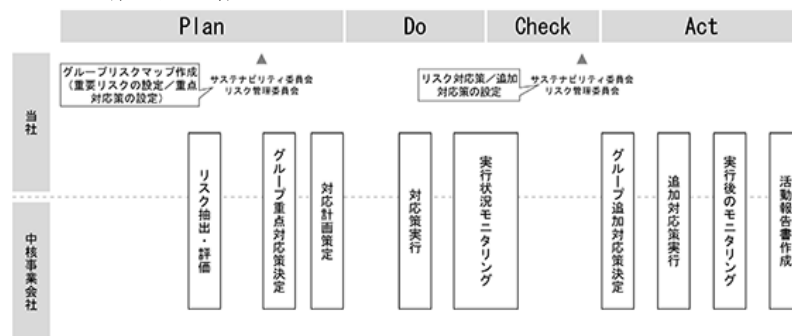 Plan
Do
Check
Act
グループリスクマップ作成
(重要リスクの設定/重点
対応策の設定)
サステナビリティ委員会
リスク管理委員会
リスク対応策/追加
対応策の設定
サステナビリティ委員会
リスク管理委員会
当社
中核事業会社
リスク抽出・評価
グループ重点対応策決定
対応計画策定
対応策実行
実行状況モニタリング
グループ追加対応策決定
追加対応策実行
実行後のモニタリング
活動報告書作成